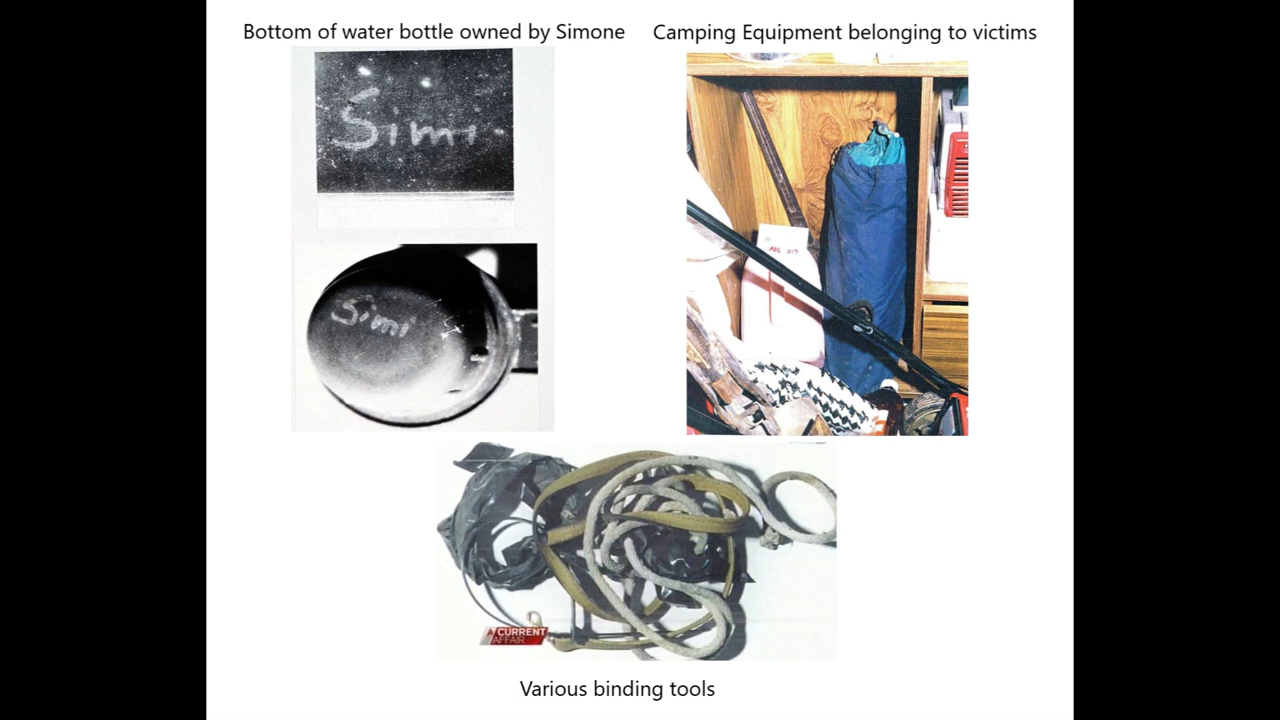 Bottom of water bottle owned by Simone
Camping Equipment belonging to victims
Simi
Simi
A CURRENT
AFFAIR
Various binding tools